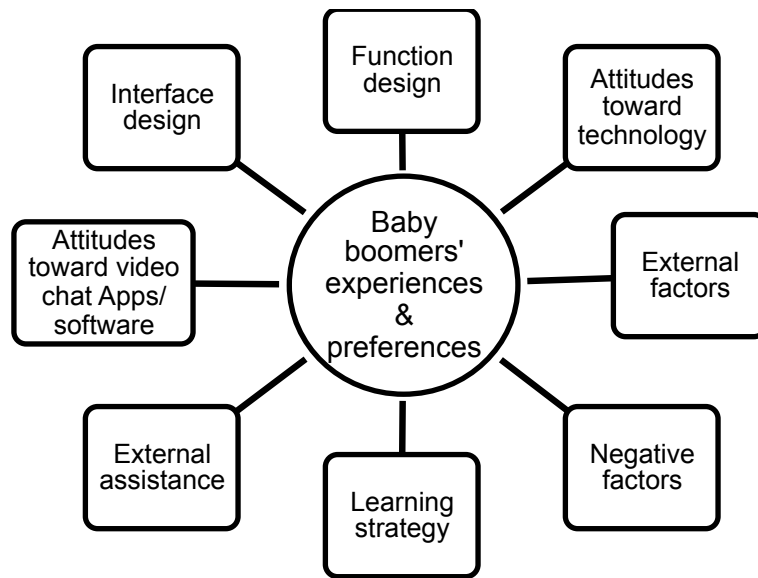 Function
design
Interface
design
Attitudes
toward
technology
Attitudes
toward video
chat Apps/
software
Baby
boomers'
experiences
&
preferences
External
factors
External
assistance
Learning
strategy
Negative
factors